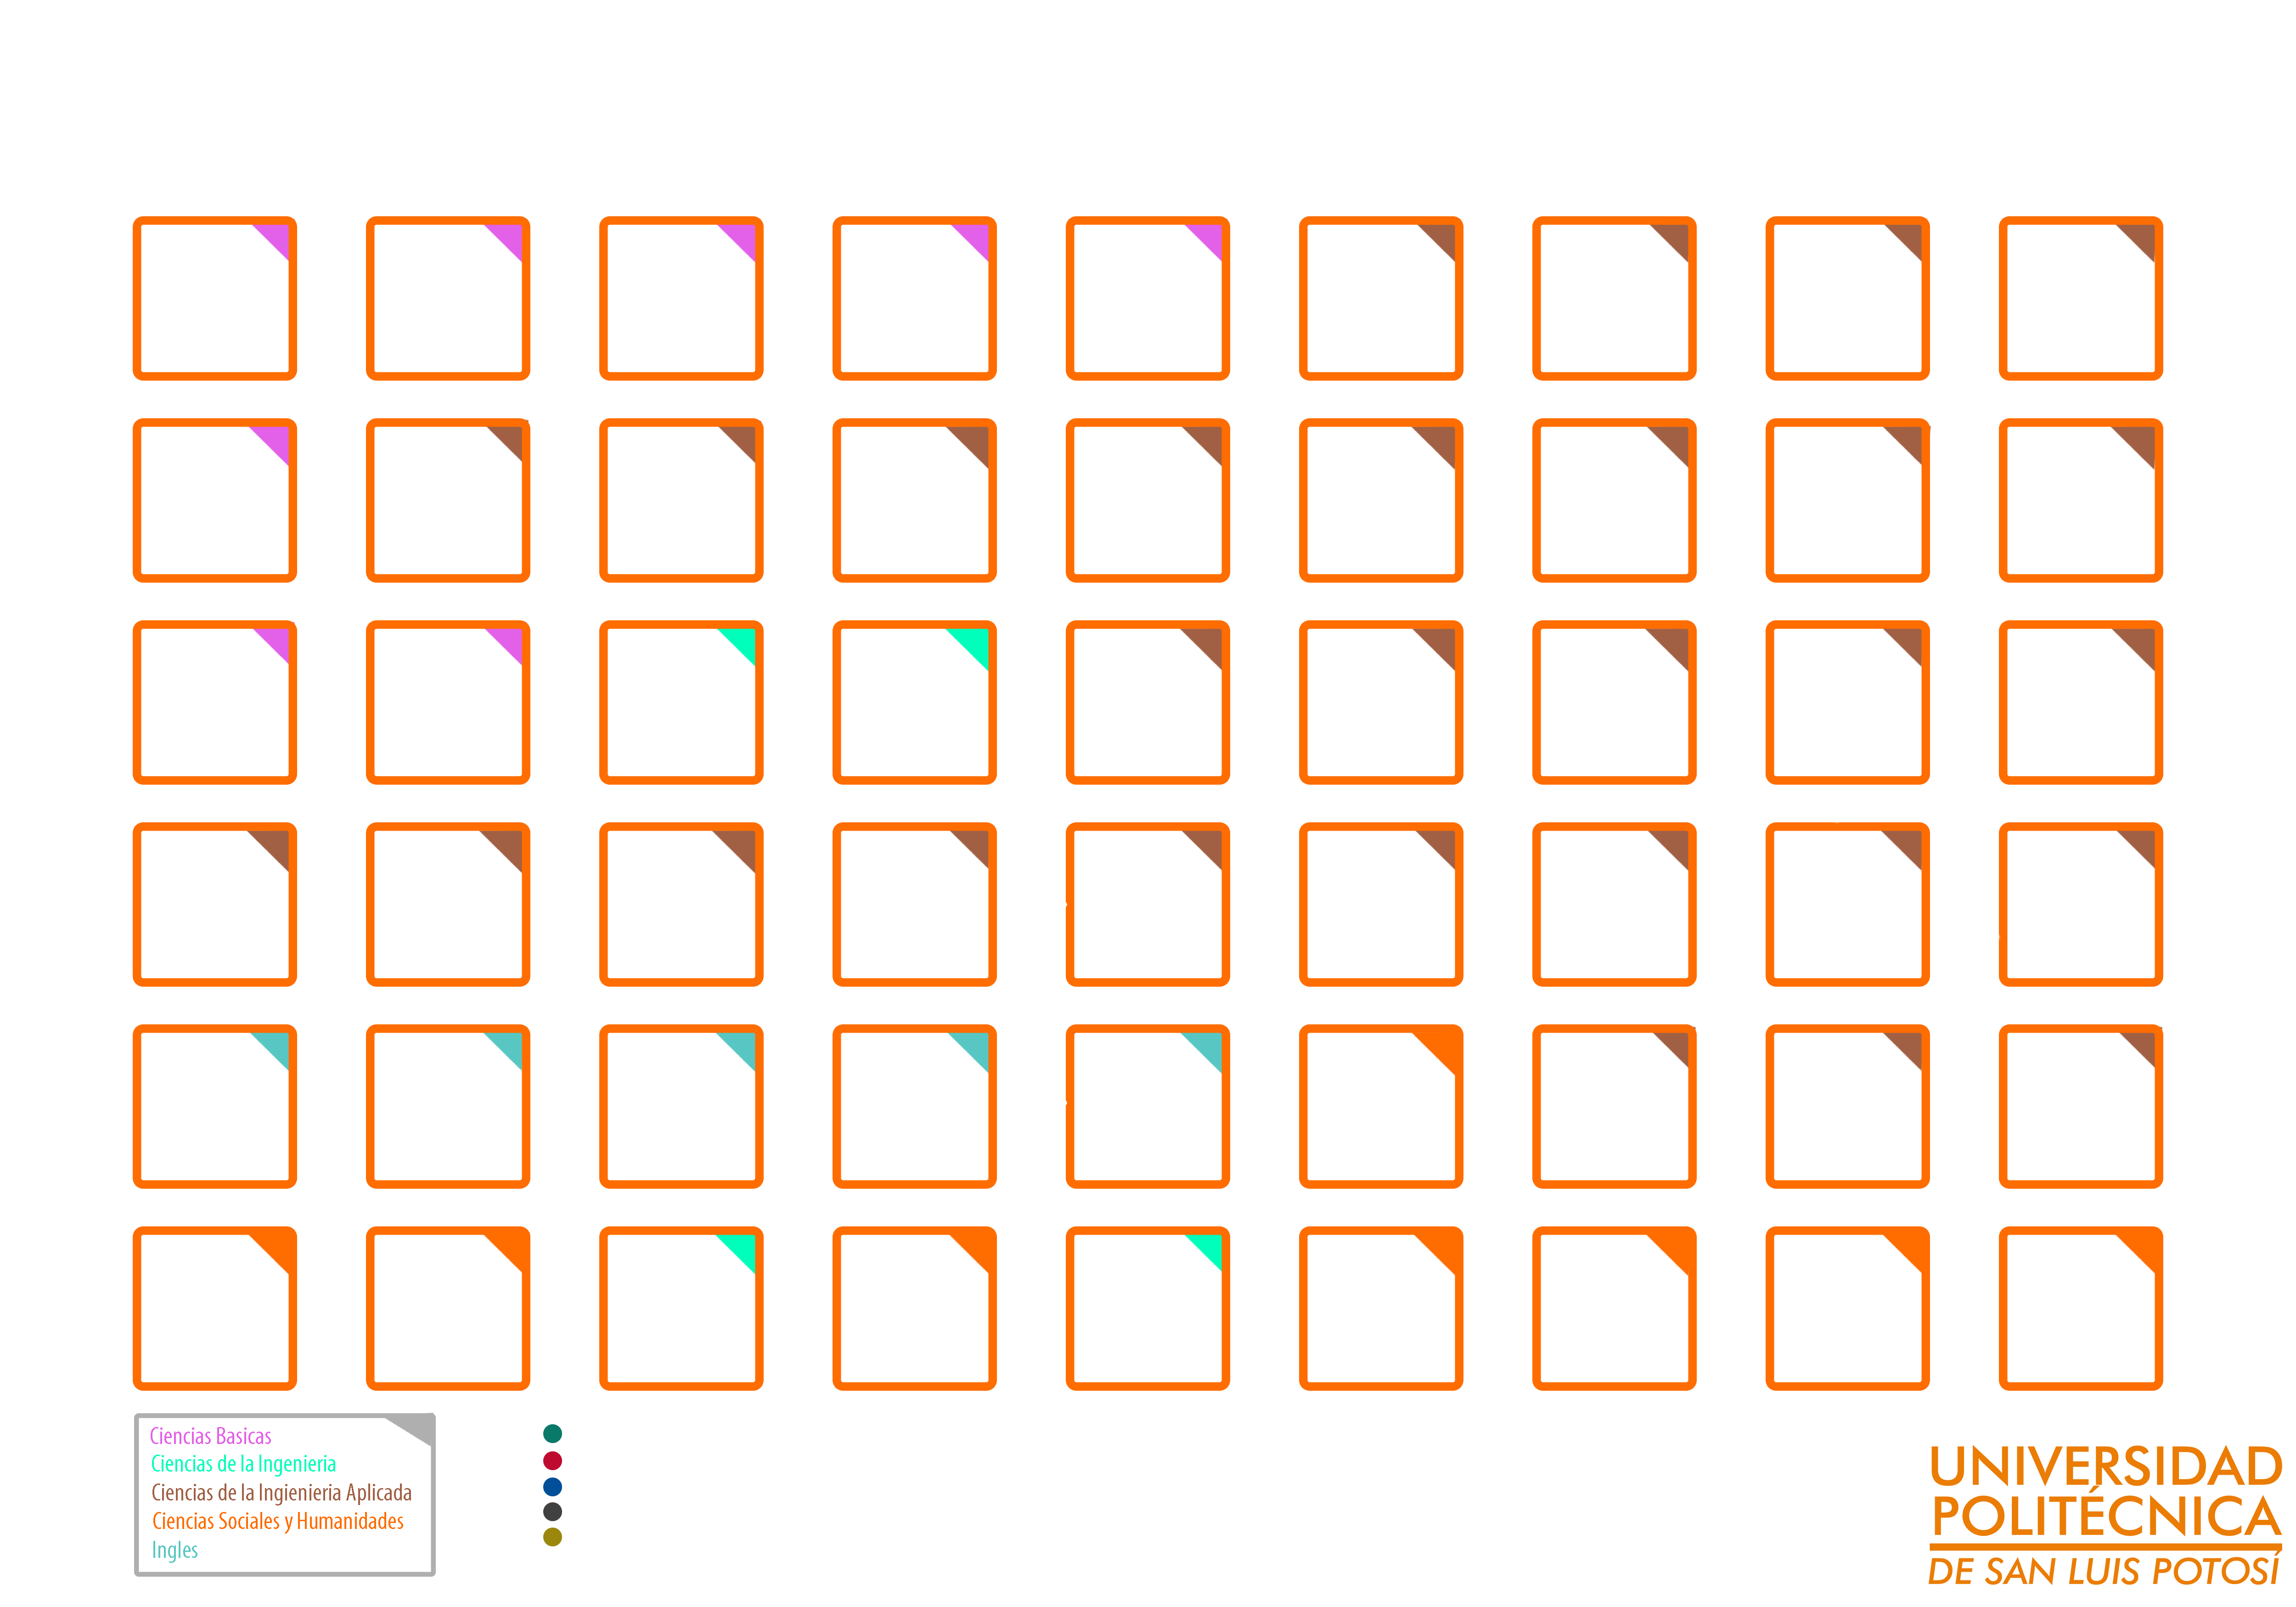 Ciencias Basicas
Ciencias de la Ingenieria
Ciencias de la Ingienieria Aplicada
Ciencias Sociales y Humanidades
Ingles
UNIVERSIDAD
POLITÉCNICA
DE SAN LUIS POTOSÍ